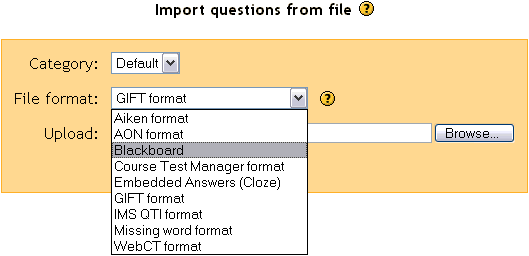 Import questions from file ?
Category: Default
File format: GIFT format ?
Aiken format
AON format
Upload: Browse...
Blackboard
Course Test Manager format
Embedded Answers (Cloze)
GIFT format
IMS QTI format
Missing word format
WebCT format